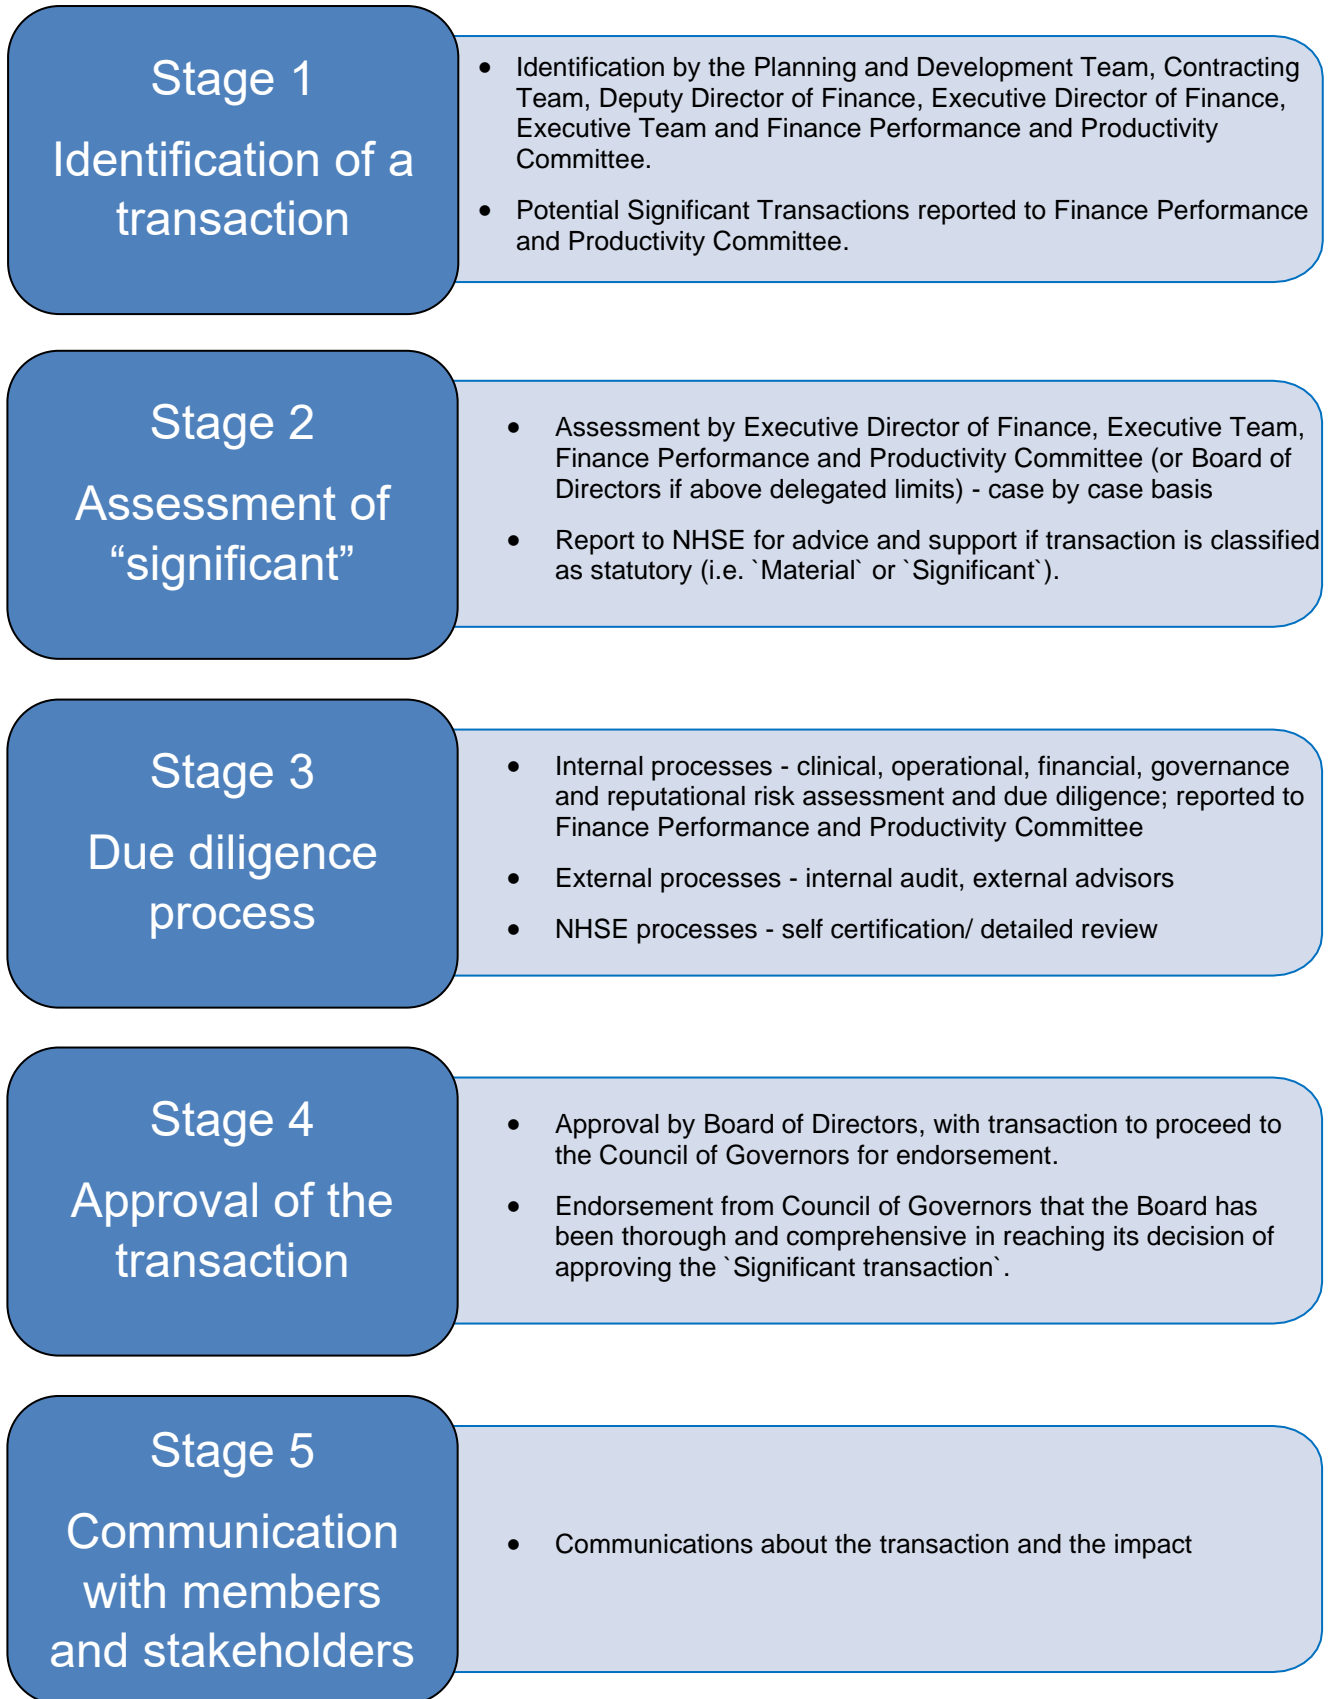 Stage 1
Identification of a
transaction
• Identification by the Planning and Development Team, Contracting
Team, Deputy Director of Finance, Executive Director of Finance,
Executive Team and Finance Performance and Productivity
Committee.
• Potential Significant Transactions reported to Finance Performance
and Productivity Committee.
Stage 2
Assessment of
“significant”
• Assessment by Executive Director of Finance, Executive Team,
Finance Performance and Productivity Committee (or Board of
Directors if above delegated limits) - case by case basis
• Report to NHSE for advice and support if transaction is classified
as statutory (i.e. `Material` or `Significant`).
Stage 3
Due diligence
process
• Internal processes - clinical, operational, financial, governance
and reputational risk assessment and due diligence; reported to
Finance Performance and Productivity Committee
• External processes - internal audit, external advisors
• NHSE processes - self certification/ detailed review
Stage 4
Approval of the
transaction
• Approval by Board of Directors, with transaction to proceed to
the Council of Governors for endorsement.
• Endorsement from Council of Governors that the Board has
been thorough and comprehensive in reaching its decision of
approving the `Significant transaction`.
Stage 5
Communication
with members
and stakeholders
• Communications about the transaction and the impact